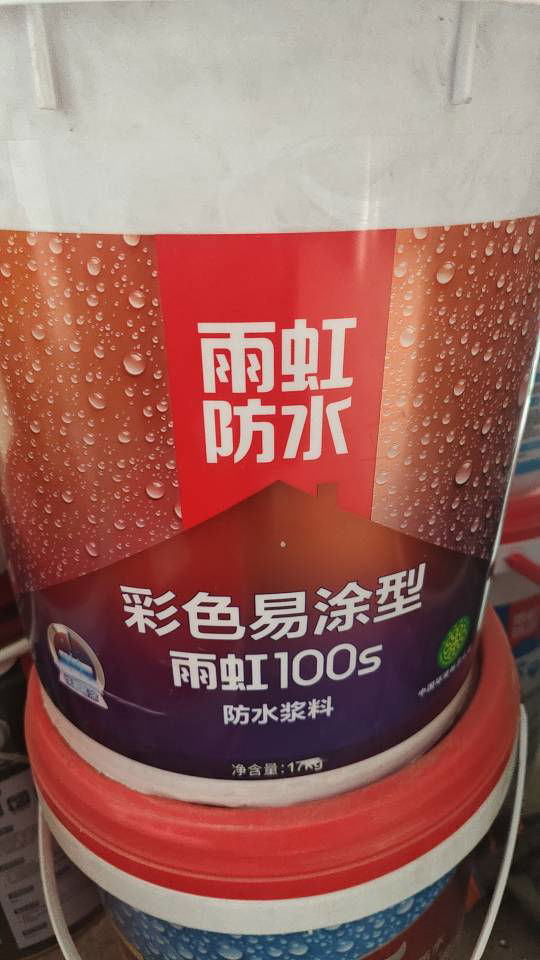 雨虹
防水
彩色易涂型
雨虹100s
防水浆料
净含量:17Kg